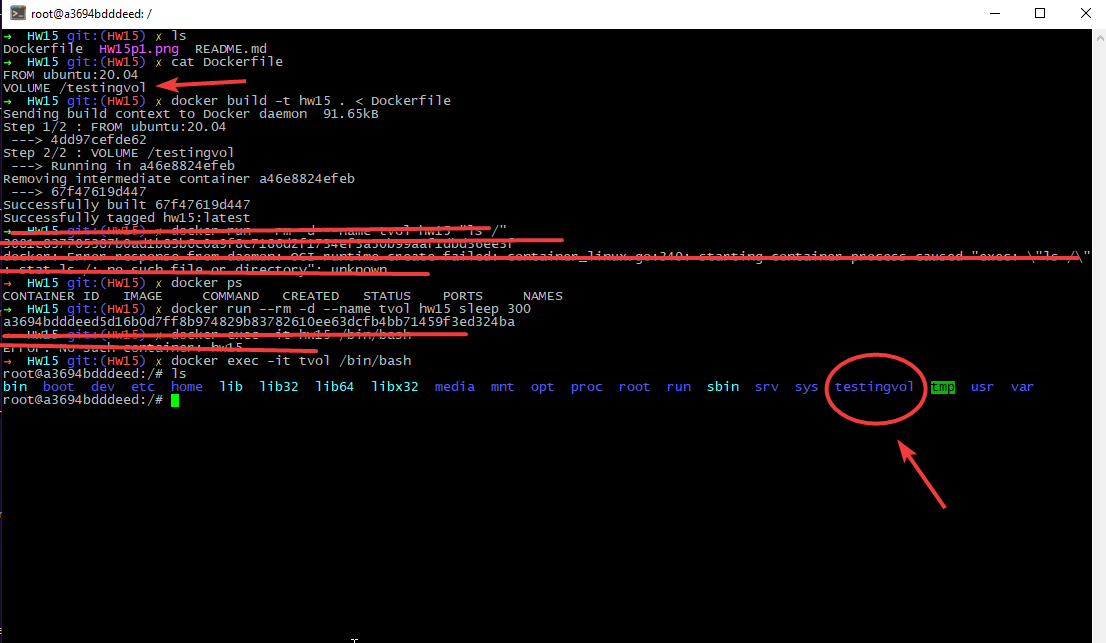 root@a3694bdddeed: /
→ HW15 git:(HW15) ✗ ls
Dockerfile HW15p1.png README.md
→ HW15 git:(HW15) ✗ cat Dockerfile
FROM ubuntu:20.04
VOLUME /testingvol
→ HW15 git:(HW15) ✗ docker build -t hw15 . < Dockerfile
Sending build context to Docker daemon 91.65kB
Step 1/2 : FROM ubuntu:20.04
---> 4dd97cefde62
Step 2/2 : VOLUME /testingvol
---> Running in a46e8824efeb
Removing intermediate container a46e8824efeb
---> 67f47619d447
Successfully built 67f47619d447
Successfully tagged hw15:latest
→ HW15 git:(HW15) ✗ docker run --rm -d --name tvol hw15 "ls /"
docker: Error response from daemon: OCI runtime create failed: container_linux.go:349: starting container process caused "exec: \"ls /\"
: stat ls /: no such file or directory": unknown.
→ HW15 git:(HW15) ✗ docker ps
CONTAINER ID IMAGE COMMAND CREATED STATUS PORTS NAMES
→ HW15 git:(HW15) ✗ docker run --rm -d --name tvol hw15 sleep 300
a3694bdddeed5d16b0d7ff8b974829b83782610ee63dcfb4bb71459f3ed324ba
→ HW15 git:(HW15) ✗ docker exec -it hw15 /bin/bash
Error: No such container: hw15
→ HW15 git:(HW15) ✗ docker exec -it tvol /bin/bash
root@a3694bdddeed:/# ls
bin boot dev etc home lib lib32 lib64 libx32 media mnt opt proc root run sbin srv sys testingvol tmp usr var
root@a3694bdddeed:/#